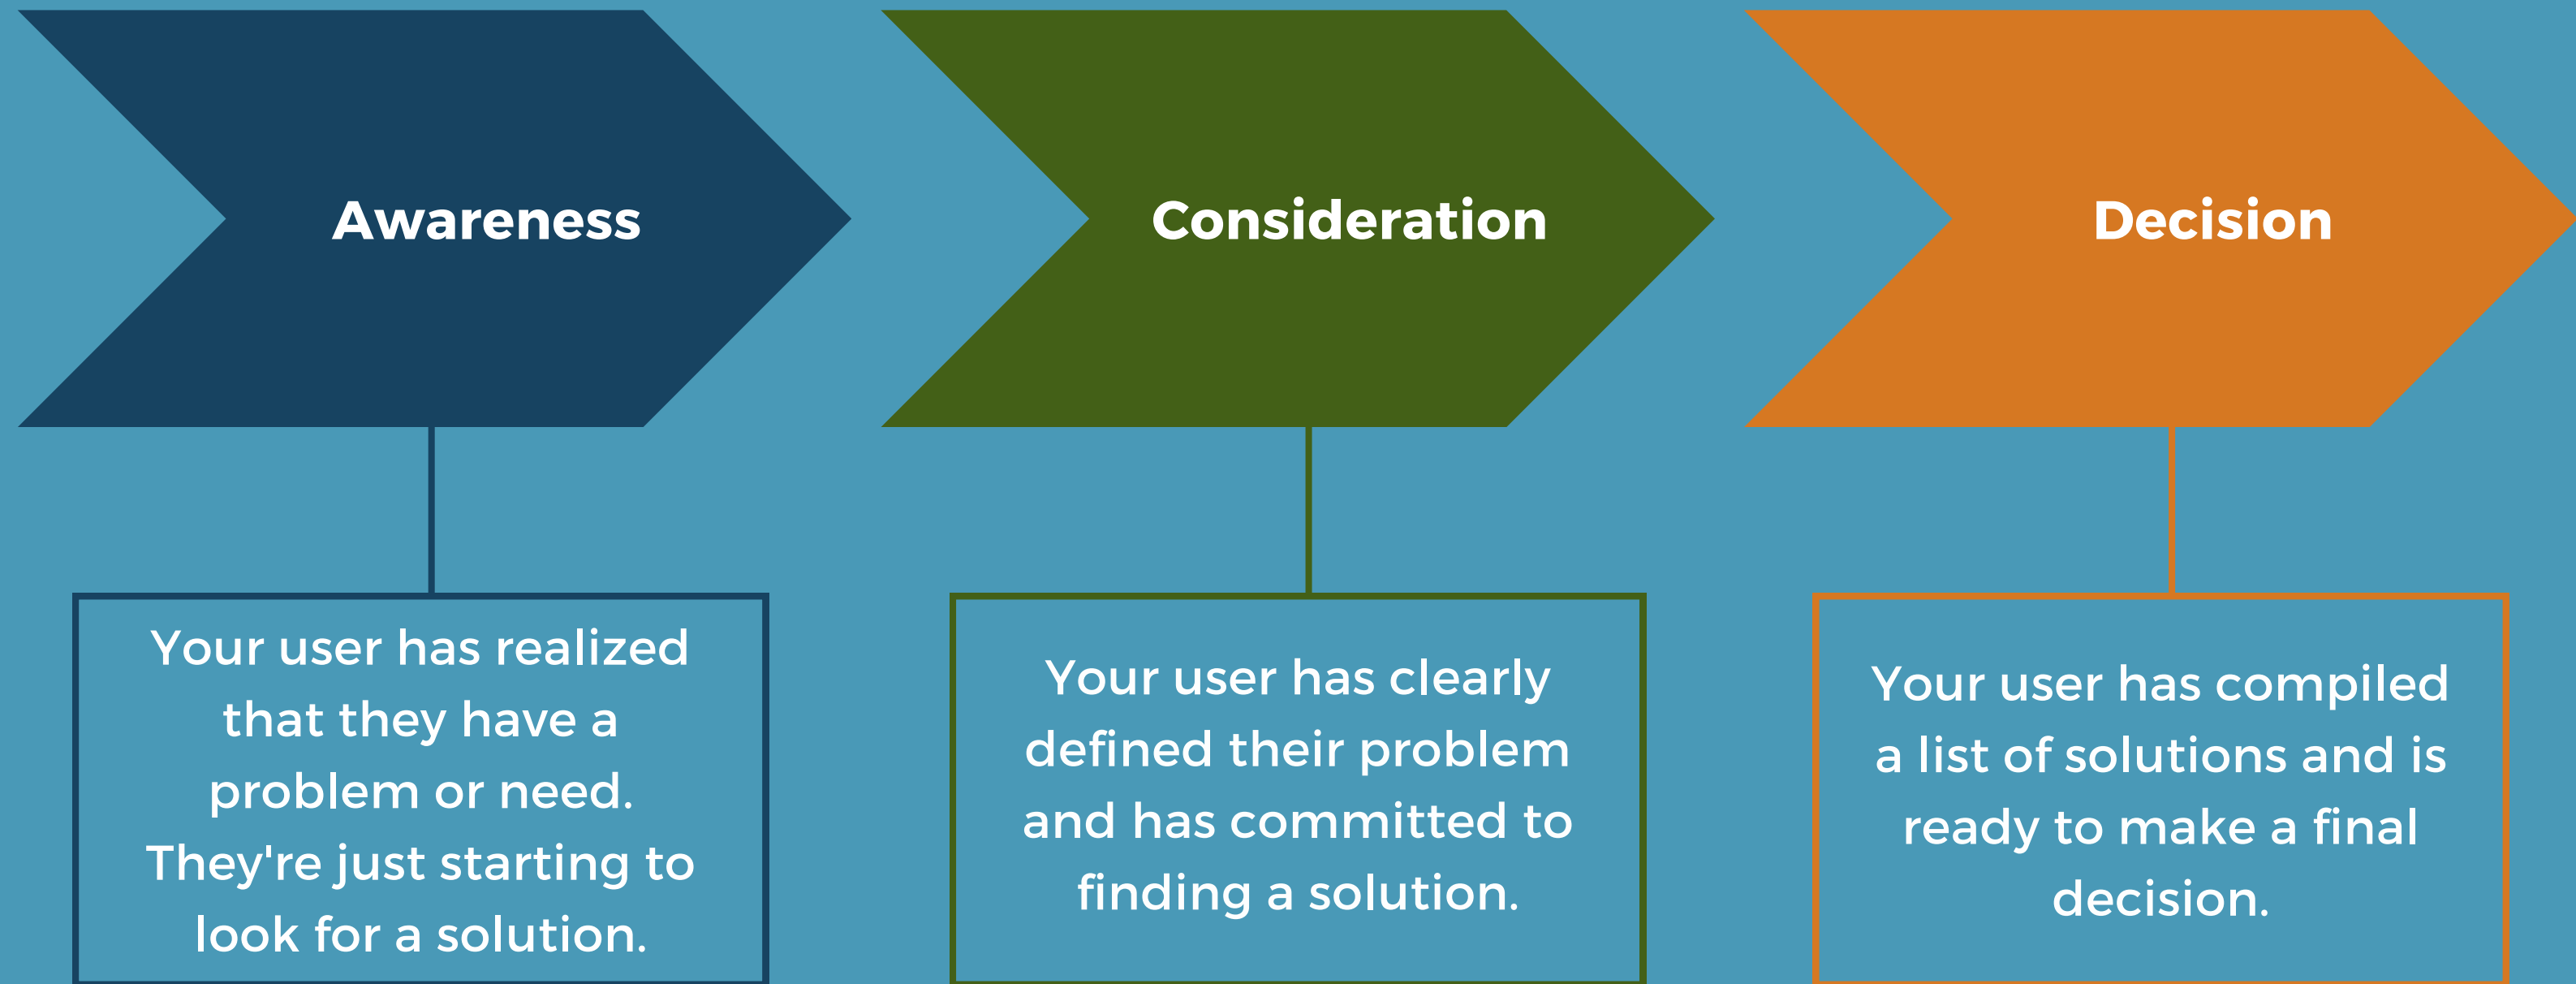 Awareness
Consideration
Decision
Your user has realized
that they have a
problem or need.
They're just starting to
look for a solution.
Your user has clearly
defined their problem
and has committed to
finding a solution.
Your user has compiled
a list of solutions and is
ready to make a final
decision.